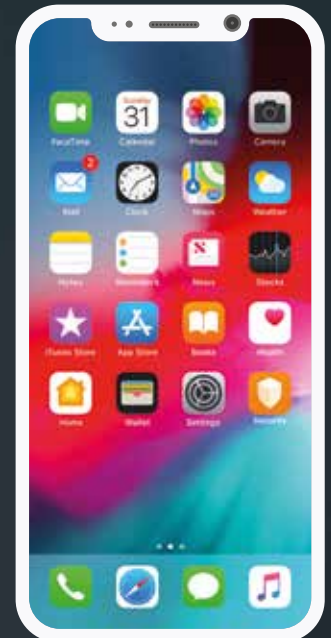 Sunday
31
FaceTime Calendar Photos Camera
2
Mail Clock Maps Weather
Notes Reminders News Stocks
iTunes Store App Store Books Health
Home Wallet Settings Security